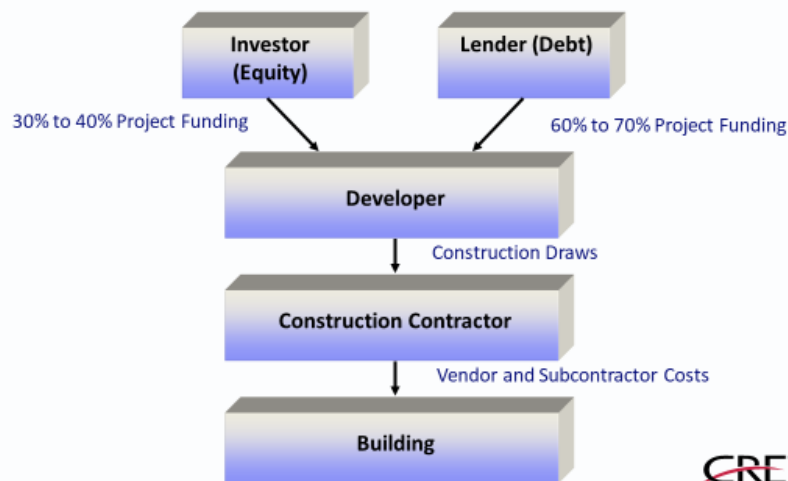 Investor
(Equity)
Lender (Debt)
30% to 40% Project Funding
60% to 70% Project Funding
Developer
Construction Draws
Construction Contractor
Vendor and Subcontractor Costs
Building
CRE